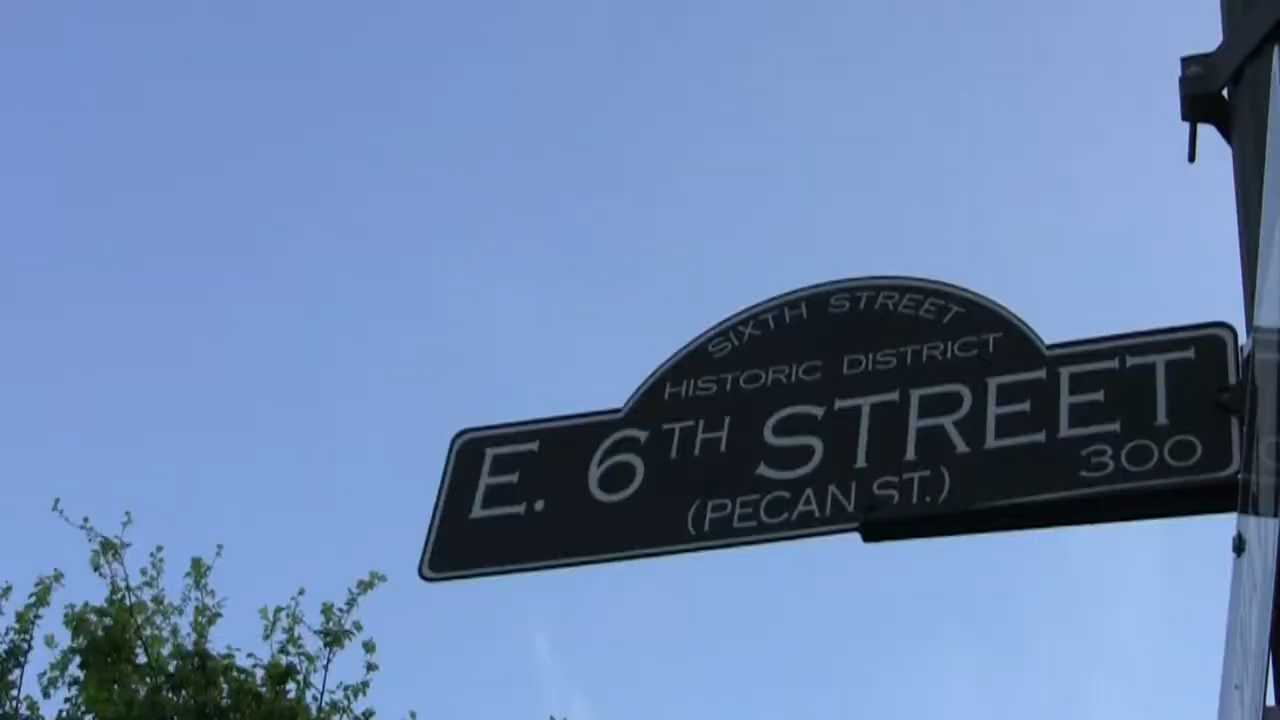 SIXTH STREET
HISTORIC DISTRICT
E. 6TH STREET
300
(PECAN ST.)